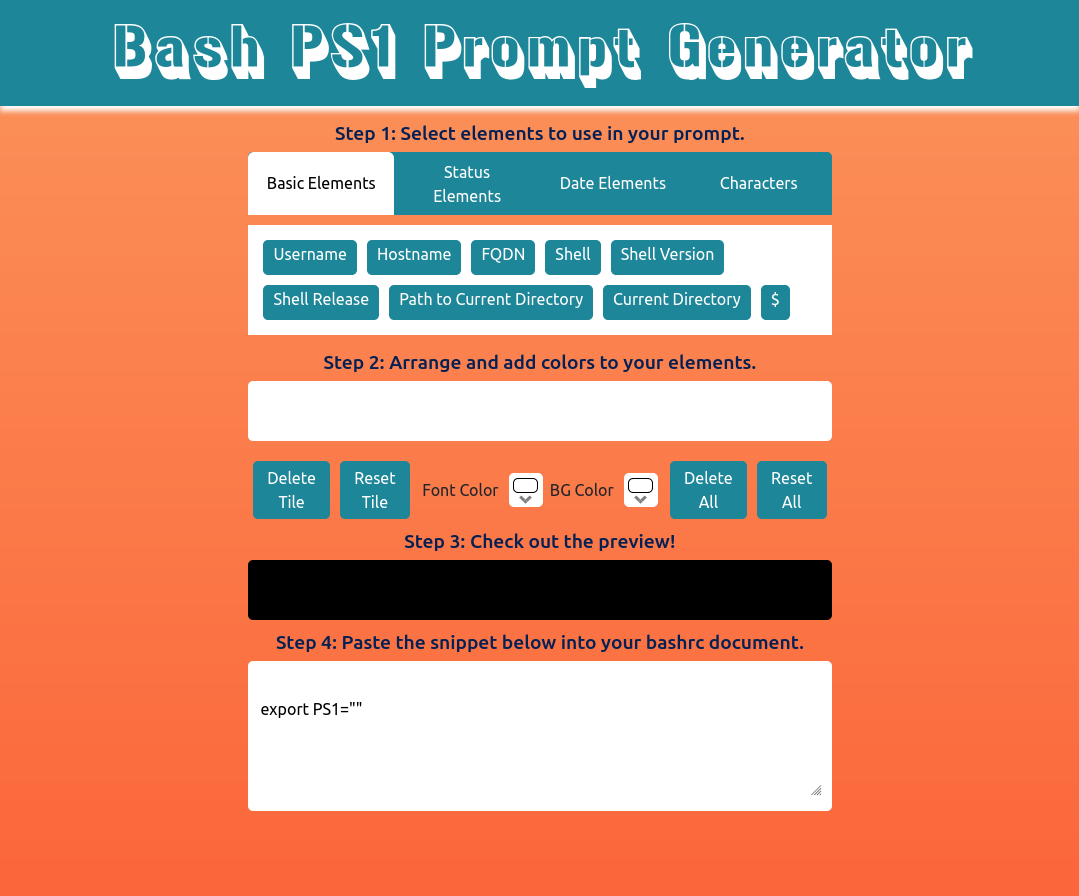 Bash PS1 Prompt Generator
Step 1: Select elements to use in your prompt.
Basic Elements
Status
Elements
Date Elements
Characters
Username Hostname FQDN Shell Shell Version
Shell Release Path to Current Directory Current Directory $
Step 2: Arrange and add colors to your elements.
Delete
Tile
Reset
Tile
Font Color
BG Color
Delete
All
Reset
All
Step 3: Check out the preview!
Step 4: Paste the snippet below into your bashrc document.
export PS1=""